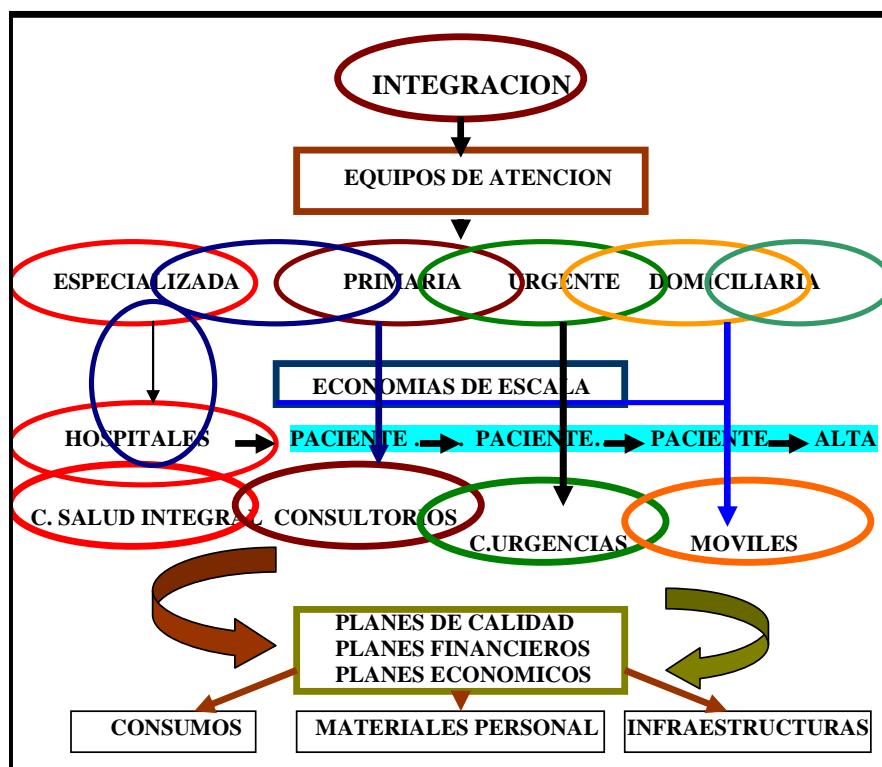 INTEGRACION
EQUIPOS DE ATENCION
ESPECIALIZADA PRIMARIA URGENTE DOMICILIARIA
ECONOMIAS DE ESCALA
HOSPITALES PACIENTE . . PACIENTE.. PACIENTE ALTA
C. SALUD INTEGRAL CONSULTORIOS
C.URGENCIAS MOVILES
PLANES DE CALIDAD
PLANES FINANCIEROS
PLANES ECONOMICOS
CONSUMOS MATERIALES PERSONAL INFRAESTRUCTURAS